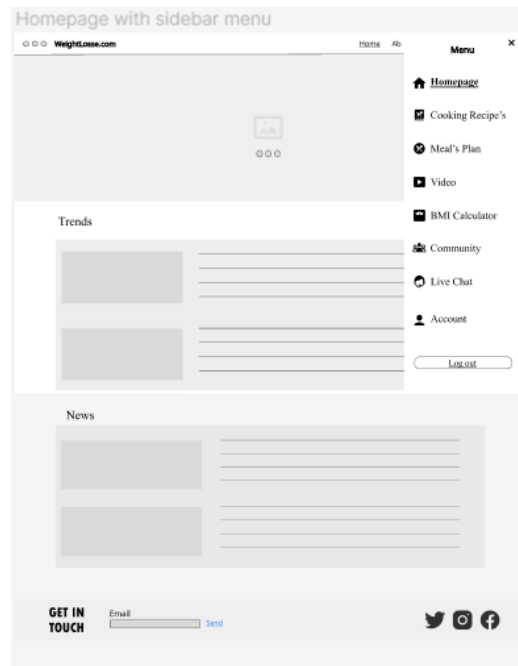 Homepage with sidebar menu
WeightLosse.com
Home Ab
Menu
Homepage
Cooking Recipe's
Meal's Plan
Video
BMI Calculator
Community
Live Chat
Account
Log out
Trends
News
GET IN
TOUCH
Email
Send